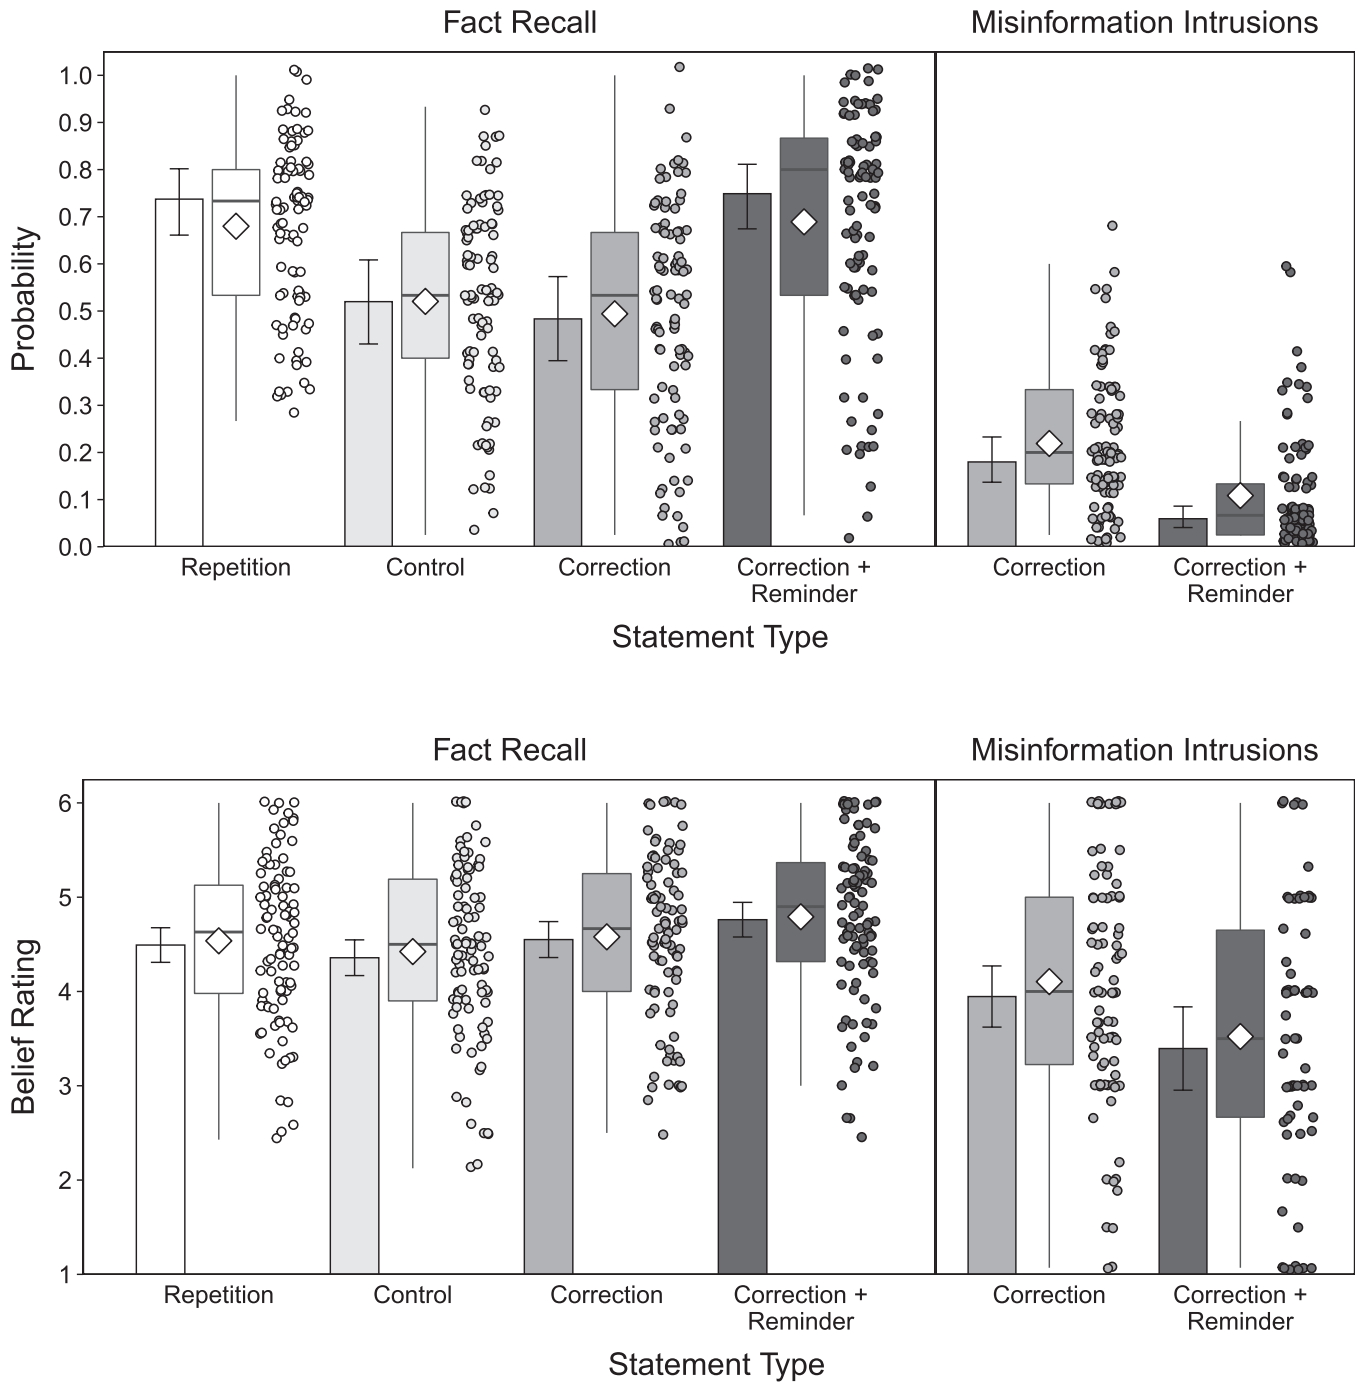 Fact Recall
Misinformation Intrusions
1.0
0.9
0.8
0.7
0.6
0.5
0.4
0.3
0.2
0.1
0.0
Probability
Repetition
Control
Correction
Correction +
Reminder
Correction
Correction +
Reminder
Statement Type
Fact Recall
Misinformation Intrusions
6
5
4
3
2
1
Belief Rating
Repetition
Control
Correction
Correction +
Reminder
Correction
Correction +
Reminder
Statement Type